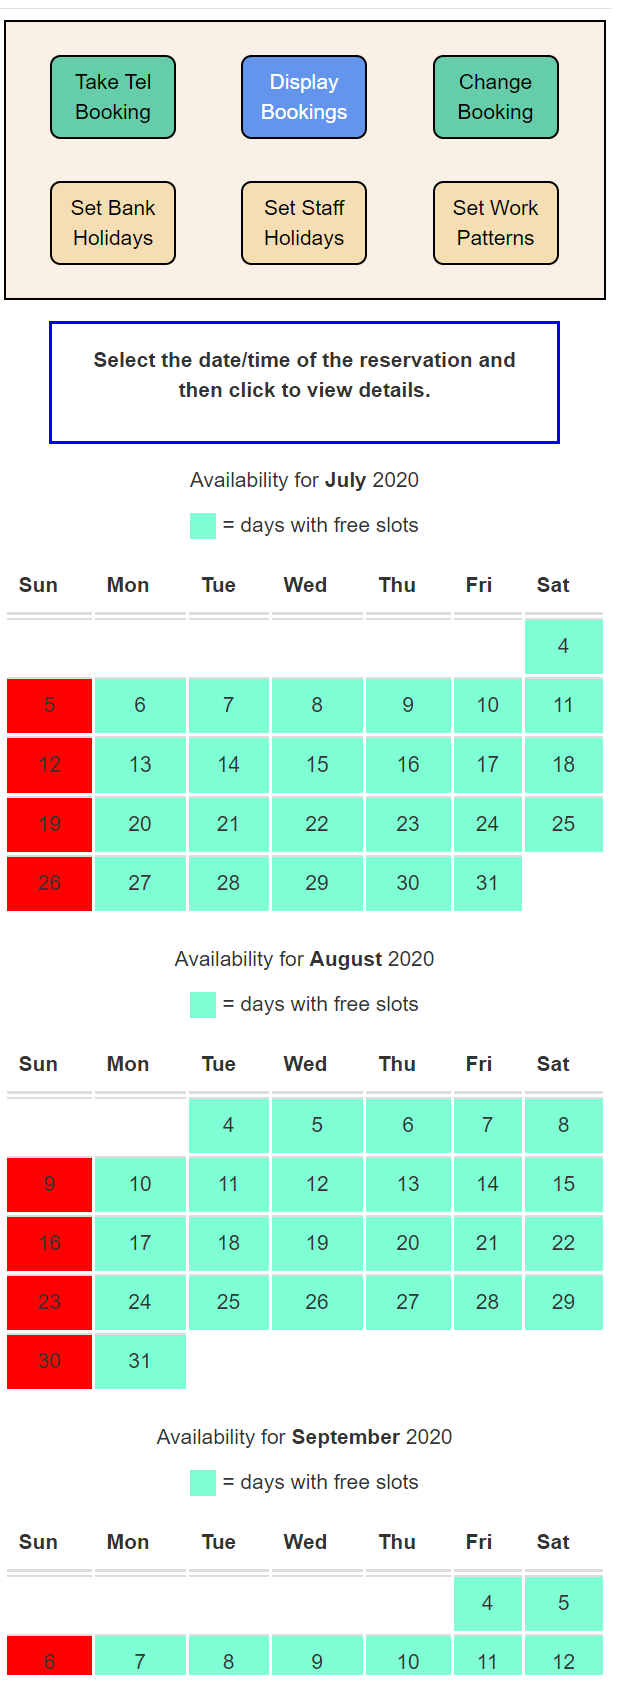 Take Tel
Booking
Display
Bookings
Change
Booking
Set Bank
Holidays
Set Staff
Holidays
Set Work
Patterns
Select the date/time of the reservation and
then click to view details.
Availability for July 2020
= days with free slots
Sun Mon Tue Wed Thu Fri Sat
4
5 6 7 8 9 10 11
12 13 14 15 16 17 18
19 20 21 22 23 24 25
26 27 28 29 30 31
Availability for August 2020
= days with free slots
Sun Mon Tue Wed Thu Fri Sat
4 5 6 7 8
9 10 11 12 13 14 15
16 17 18 19 20 21 22
23 24 25 26 27 28 29
30 31
Availability for September 2020
= days with free slots
Sun Mon Tue Wed Thu Fri Sat
4 5
6 7 8 9 10 11 12